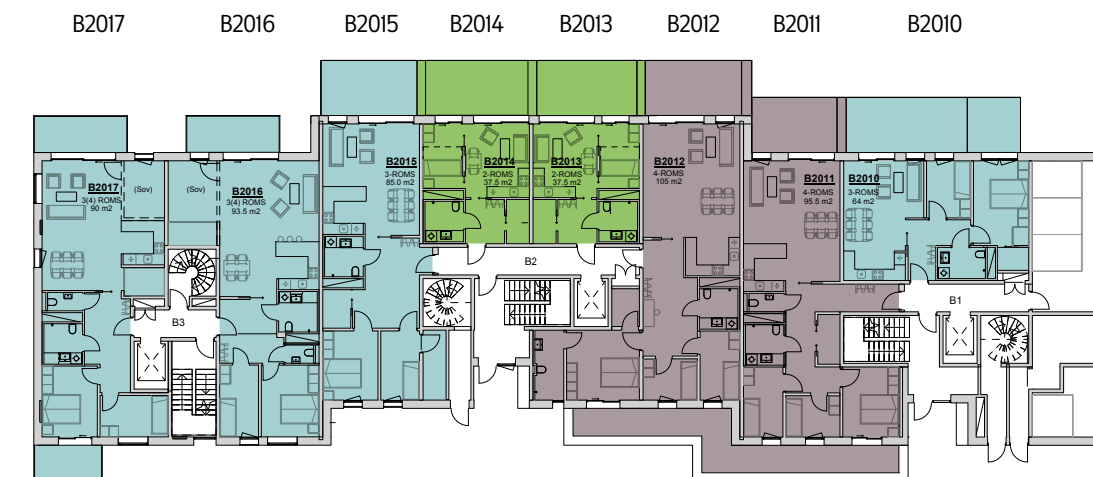 B2017 B2016 B2015 B2014 B2013 B2012 B2011 B2010
B2017
3(4) ROMS
90 m2
(Sov)
(Sov)
B2016
3(4) ROMS
93.5 m2
B2015
3-ROMS
85.0 m2
B2014
2-ROMS
37.5 m2
B2013
2-ROMS
37.5 m2
B2012
4-ROMS
105 m2
B2011
4-ROMS
95.5 m2
B2010
3-ROMS
64 m2
B3
B2
B1